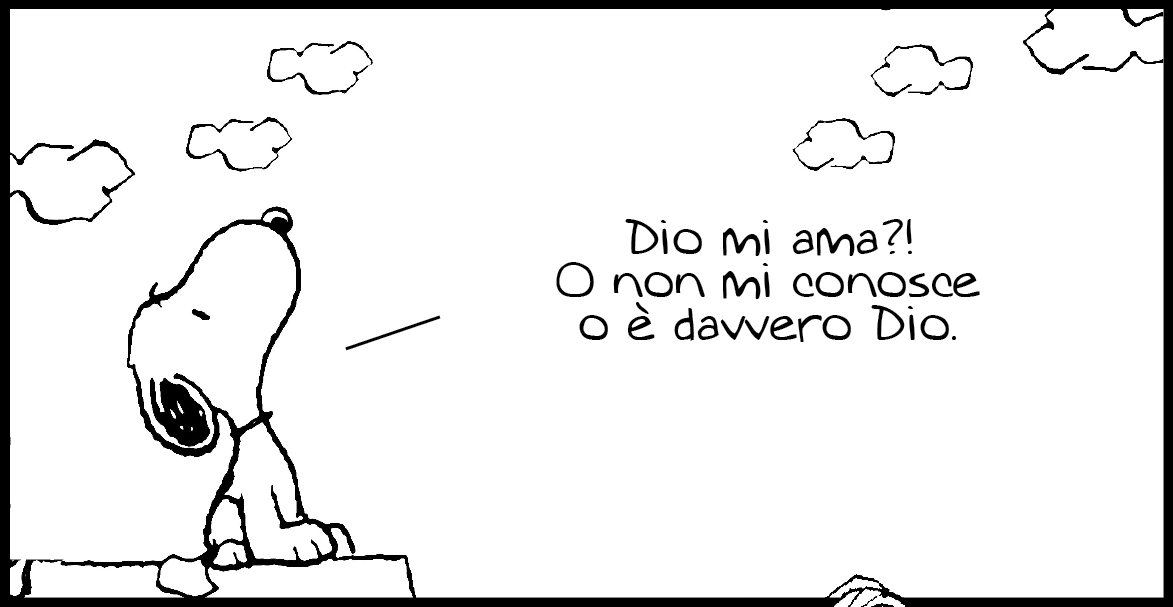 Dio mi ama?!
O non mi conosce
o è davvero Dio.